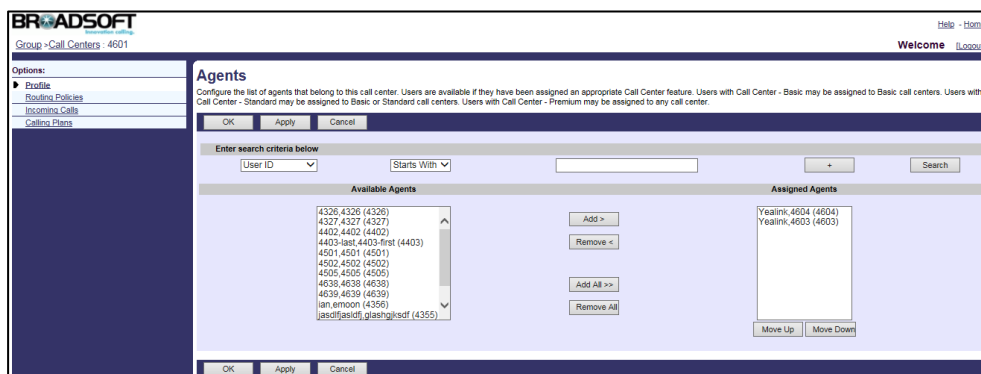 BROADSOFT
innovative calling.
Help - Hom
Group >Call Centers : 4601
Welcome [Logou
Options:
Profile
Routing Policies
Incoming Calls
Calling Plans
Agents
Configure the list of agents that belong to this call center. Users are available if they have been assigned an appropriate Call Center feature. Users with Call Center - Basic may be assigned to Basic call centers. Users with
Call Center - Standard may be assigned to Basic or Standard call centers. Users with Call Center - Premium may be assigned to any call center.
OK Apply Cancel
Enter search criteria below
User ID Starts With + Search
Available Agents Assigned Agents
4326,4326 (4326)
4327,4327 (4327)
4402,4402 (4402)
4403-last,4403-first (4403)
4501,4501 (4501)
4502,4502 (4502)
4505,4505 (4505)
4638,4638 (4638)
4639,4639 (4639)
ian,emoon (4356)
jasdlfjasldfj,glashgjksdf (4355)
Add >
Remove <
Add All >>
Remove All
Yealink,4604 (4604)
Yealink,4603 (4603)
Move Up Move Down
OK Apply Cancel